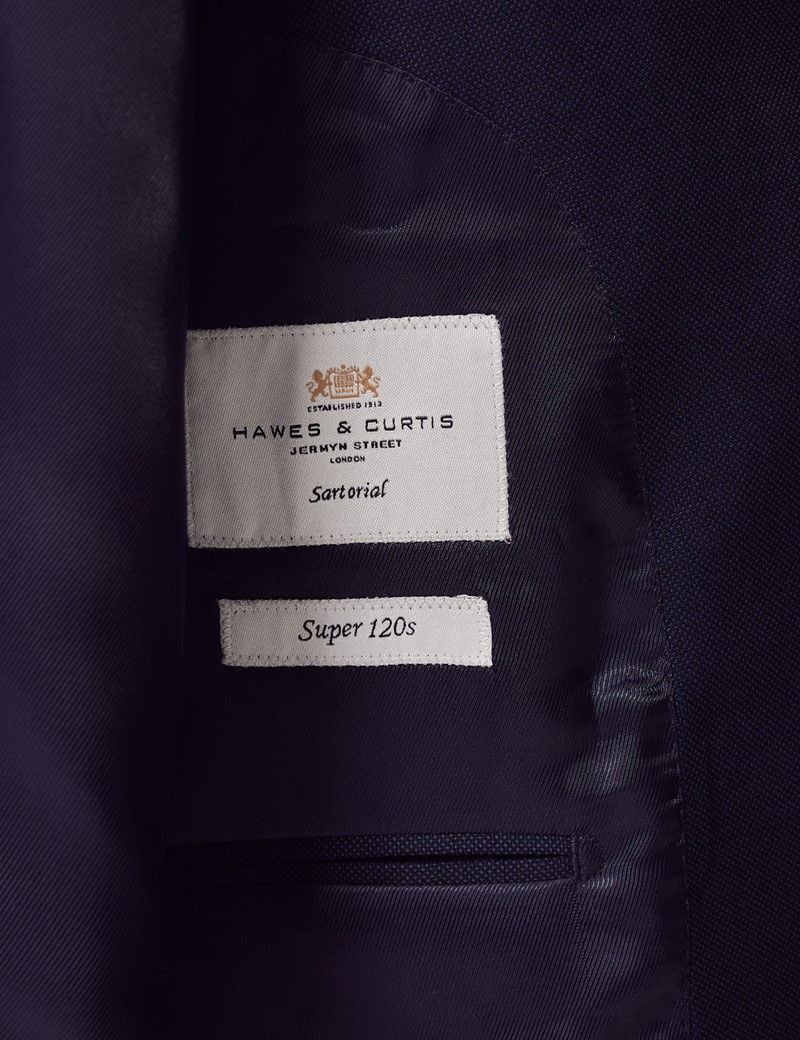 ESTABLISHED 1913
HAWES & CURTIS
JERMYN STREET
LONDON
Sartorial
Super 120s